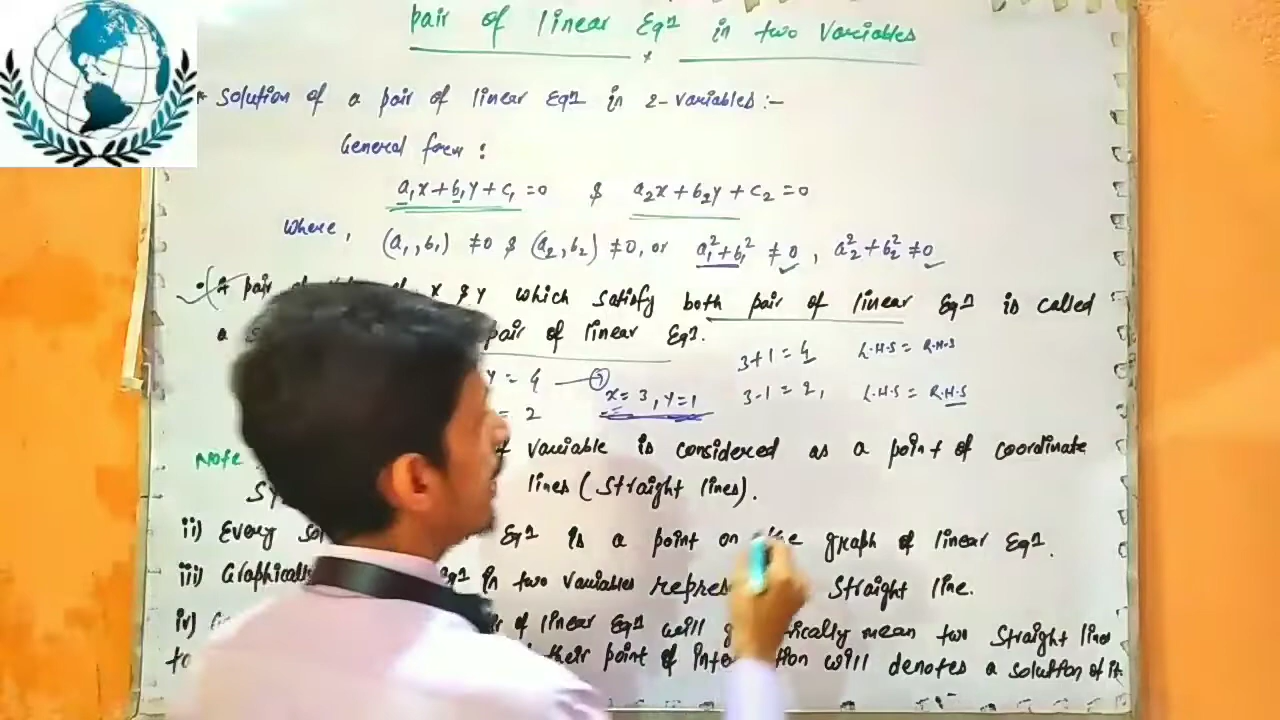 pair of linear Eqn in two Variables
* Solution of a pair of linear Eqn in 2-variables:-
General form :
a₁x+b₁y+c₁=0 $ a₂x+b₂y+c₂=0
where, (a₁,b₁) ≠0 $ (a₂,b₂) ≠0, or a₁²+b₁² ≠0, a₂²+b₂² ≠0
pair x $ y which satisfy both pair of linear Eqn is called
a pair of linear Eqn.
3+1=4 L.H.S = R.H.S
y = 4 1
= 2 x=3, y=1 3-1=2, L.H.S = R.H.S
Note variable is considered as a point of coordinate
lines (straight lines).
ii) Every Eqn is a point on the graph of linear Eqn.
iii) Graphically in two variables Straight line.
iv) of linear Eqn will mean two straight lines
their point of will denotes a solution of it